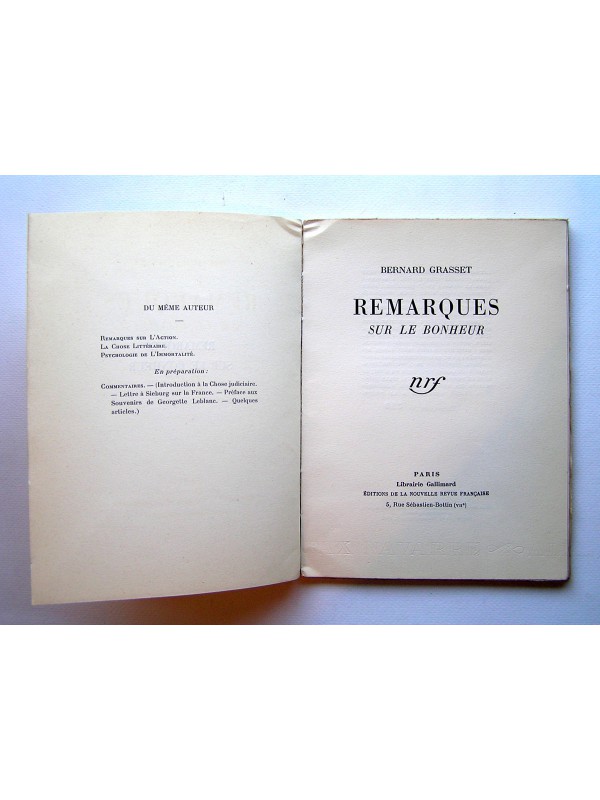 DU MÊME AUTEUR
Remarques sur L'Action.
La Chose Littéraire.
Psychologie de L'Immortalité.
En préparation :
Commentaires. — (Introduction à la Chose judiciaire.
— Lettre à Sieburg sur la France. — Préface aux
Souvenirs de Georgette Leblanc. — Quelques
articles.)
BERNARD GRASSET
REMARQUES
SUR LE BONHEUR
nrf
PARIS
Librairie Gallimard
ÉDITIONS DE LA NOUVELLE REVUE FRANÇAISE
5, Rue Sébastien-Bottin (VIIe)